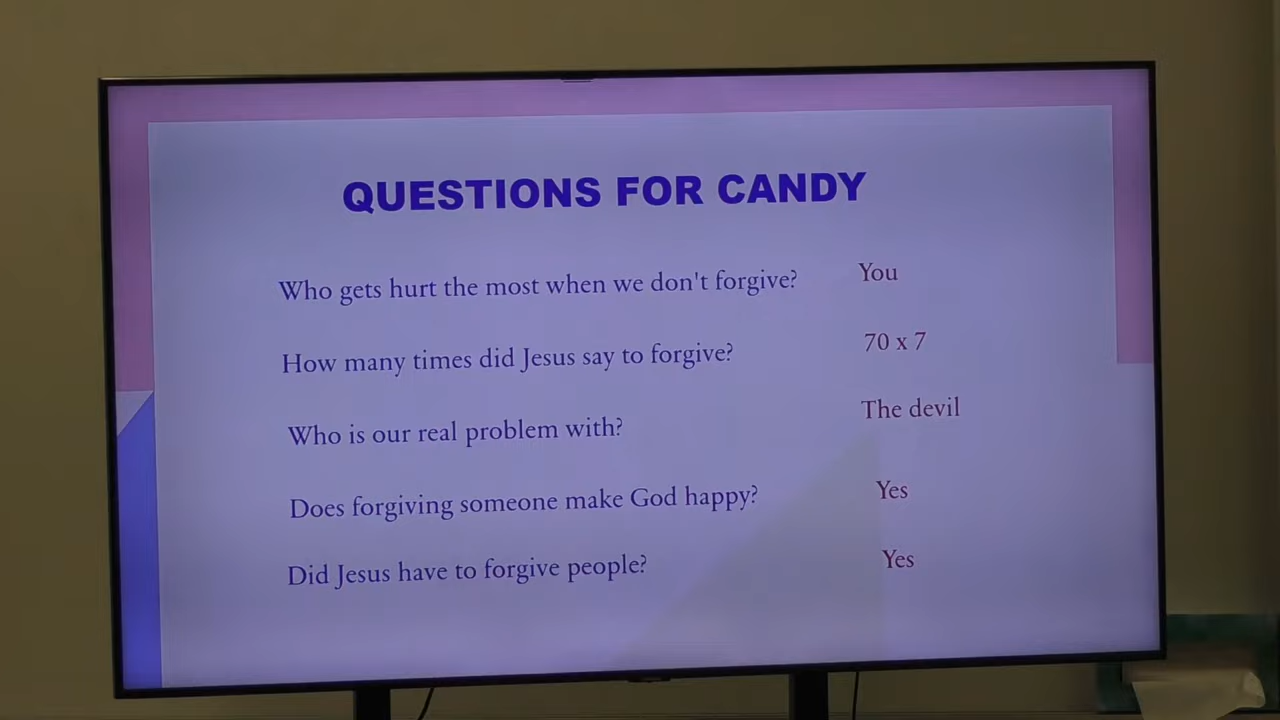 QUESTIONS FOR CANDY
Who gets hurt the most when we don't forgive? You
How many times did Jesus say to forgive? 70 x 7
Who is our real problem with? The devil
Does forgiving someone make God happy? Yes
Did Jesus have to forgive people? Yes